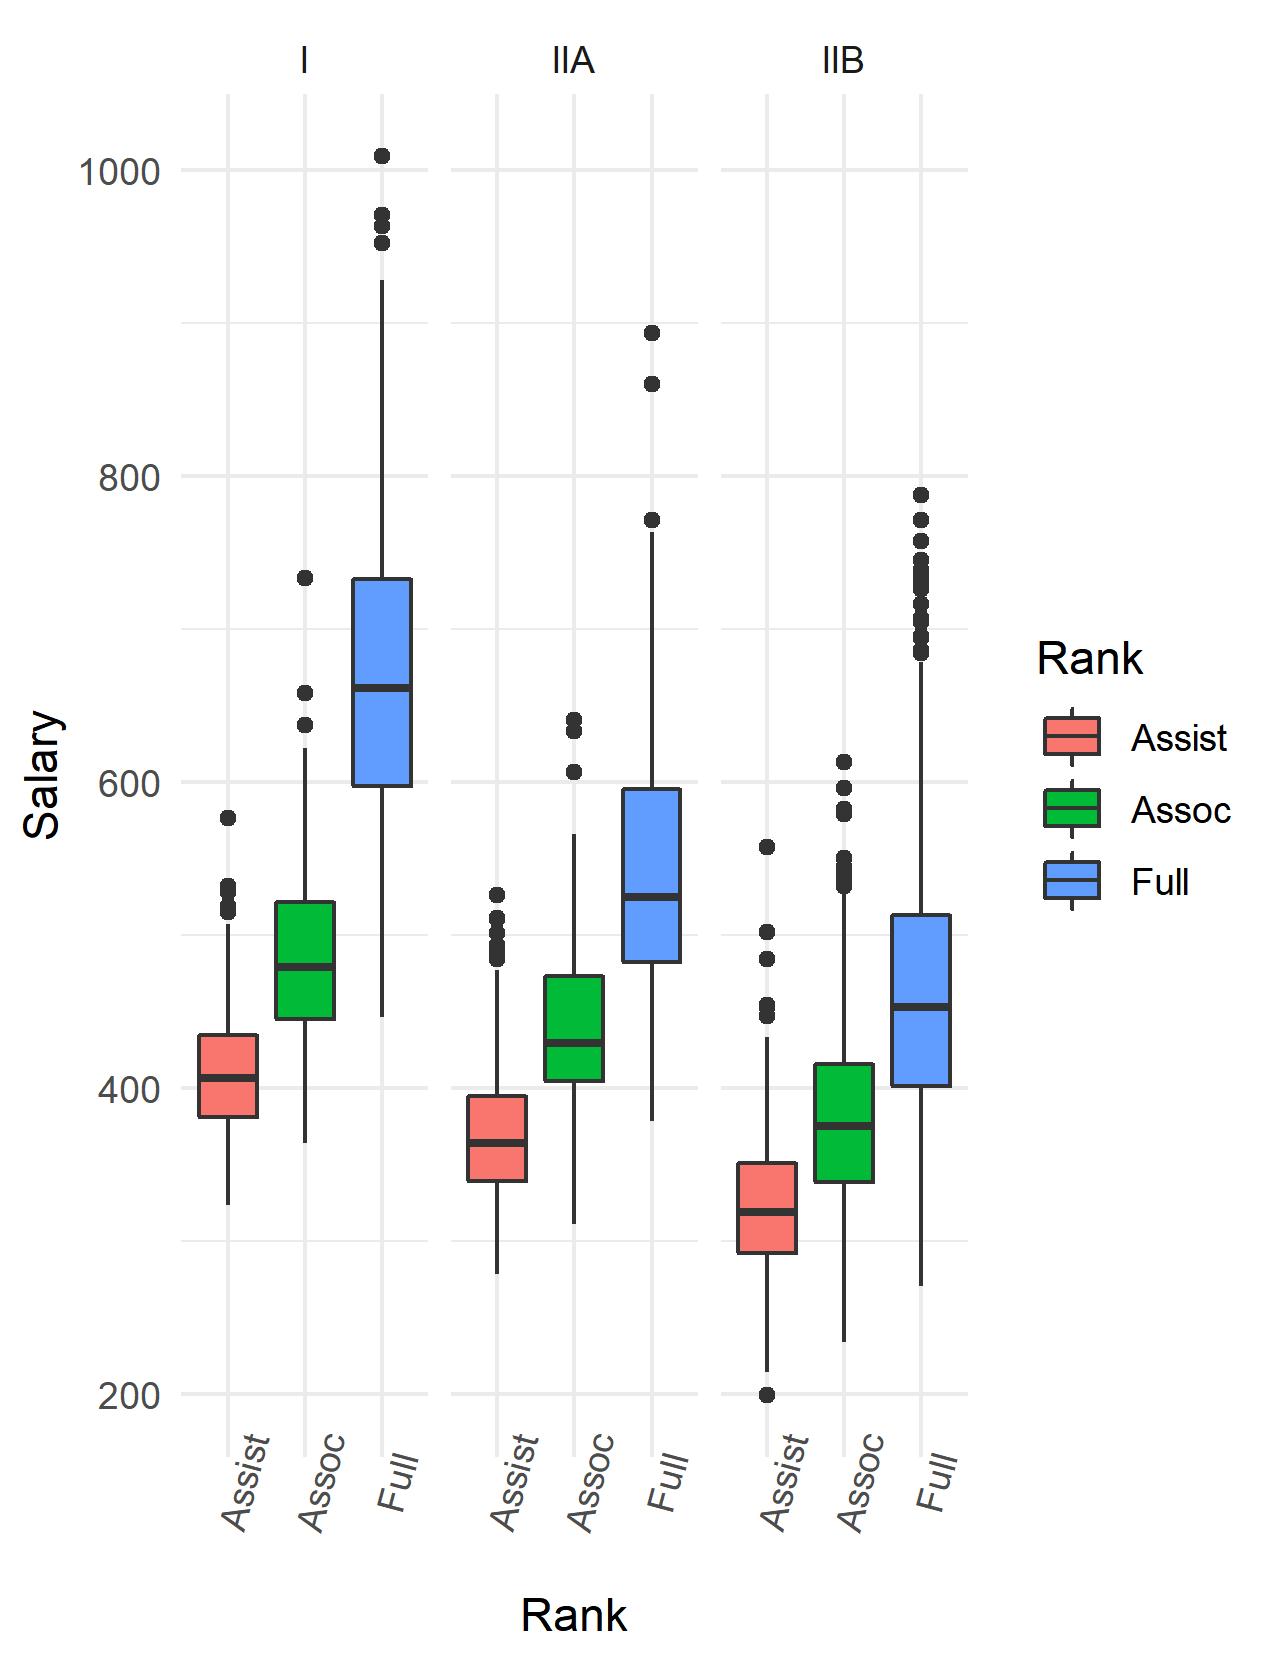 I IIA IIB
1000
800
600
400
200
Salary
Assist Assoc Full Assist Assoc Full Assist Assoc Full
Rank
Rank
Assist
Assoc
Full